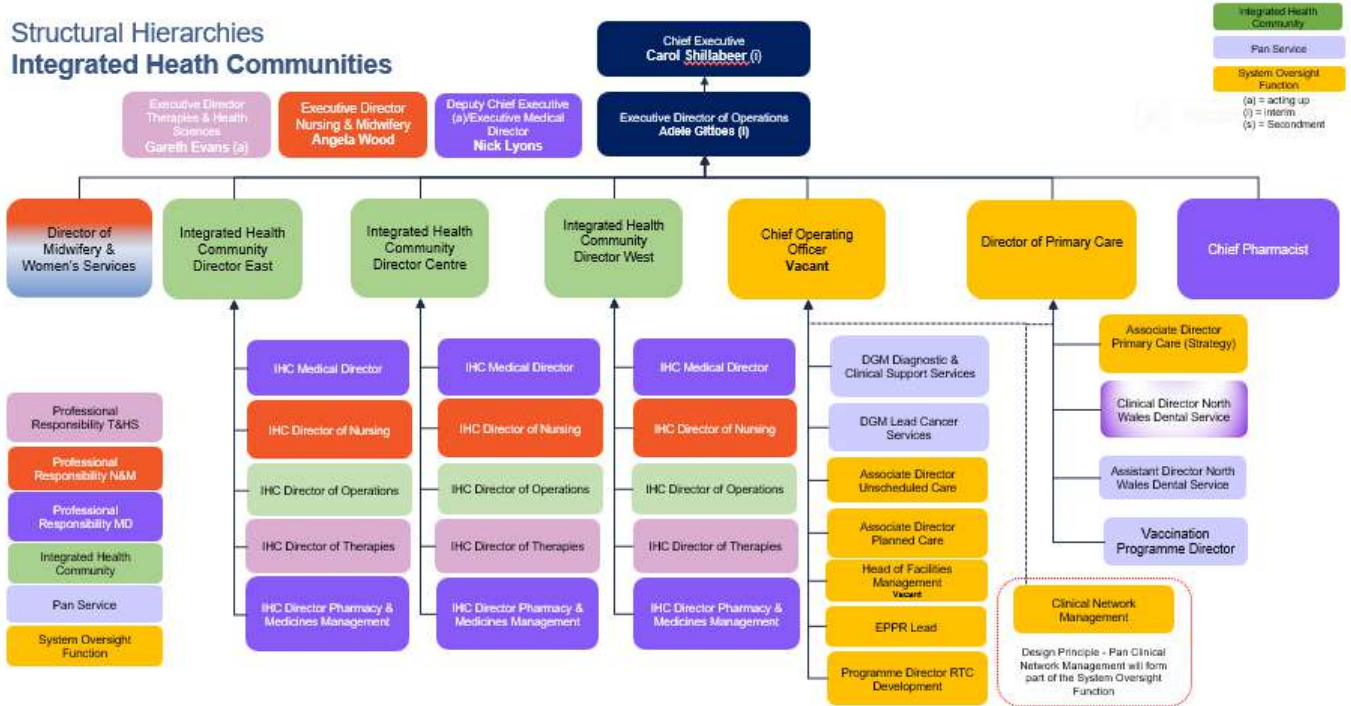 Structural Hierarchies
Integrated Heath Communities
Chief Executive
Carol Shillabeer (i)
Integrated Health
Community
Pan Service
System Oversight
Function
(a) = acting up
(i) = interim
(s) = Secondment
Executive Director
Therapies & Health
Sciences
Gareth Evans (a)
Executive Director
Nursing & Midwifery
Angela Wood
Deputy Chief Executive
(a)/Executive Medical
Director
Nick Lyons
Executive Director of Operations
Adele Gittoes (I)
Director of
Midwifery &
Women's Services
Integrated Health
Community
Director East
Integrated Health
Community
Director Centre
Integrated Health
Community
Director West
Chief Operating
Officer
Vacant
Director of Primary Care
Chief Pharmacist
IHC Medical Director
IHC Director of Nursing
IHC Director of Operations
IHC Director of Therapies
IHC Director Pharmacy &
Medicines Management
IHC Medical Director
IHC Director of Nursing
IHC Director of Operations
IHC Director of Therapies
IHC Director Pharmacy &
Medicines Management
IHC Medical Director
IHC Director of Nursing
IHC Director of Operations
IHC Director of Therapies
IHC Director Pharmacy &
Medicines Management
DGM Diagnostic &
Clinical Support Services
DGM Lead Cancer
Services
Associate Director
Unscheduled Care
Associate Director
Planned Care
Head of Facilities
Management
Vacant
EPPR Lead
Programme Director RTC
Development
Associate Director
Primary Care (Strategy)
Clinical Director North
Wales Dental Service
Assistant Director North
Wales Dental Service
Vaccination
Programme Director
Clinical Network
Management
Design Principle - Pan Clinical
Network Management will form
part of the System Oversight
Function
Professional
Responsibility T&HS
Professional
Responsibility N&M
Professional
Responsibility MD
Integrated Health
Community
Pan Service
System Oversight
Function